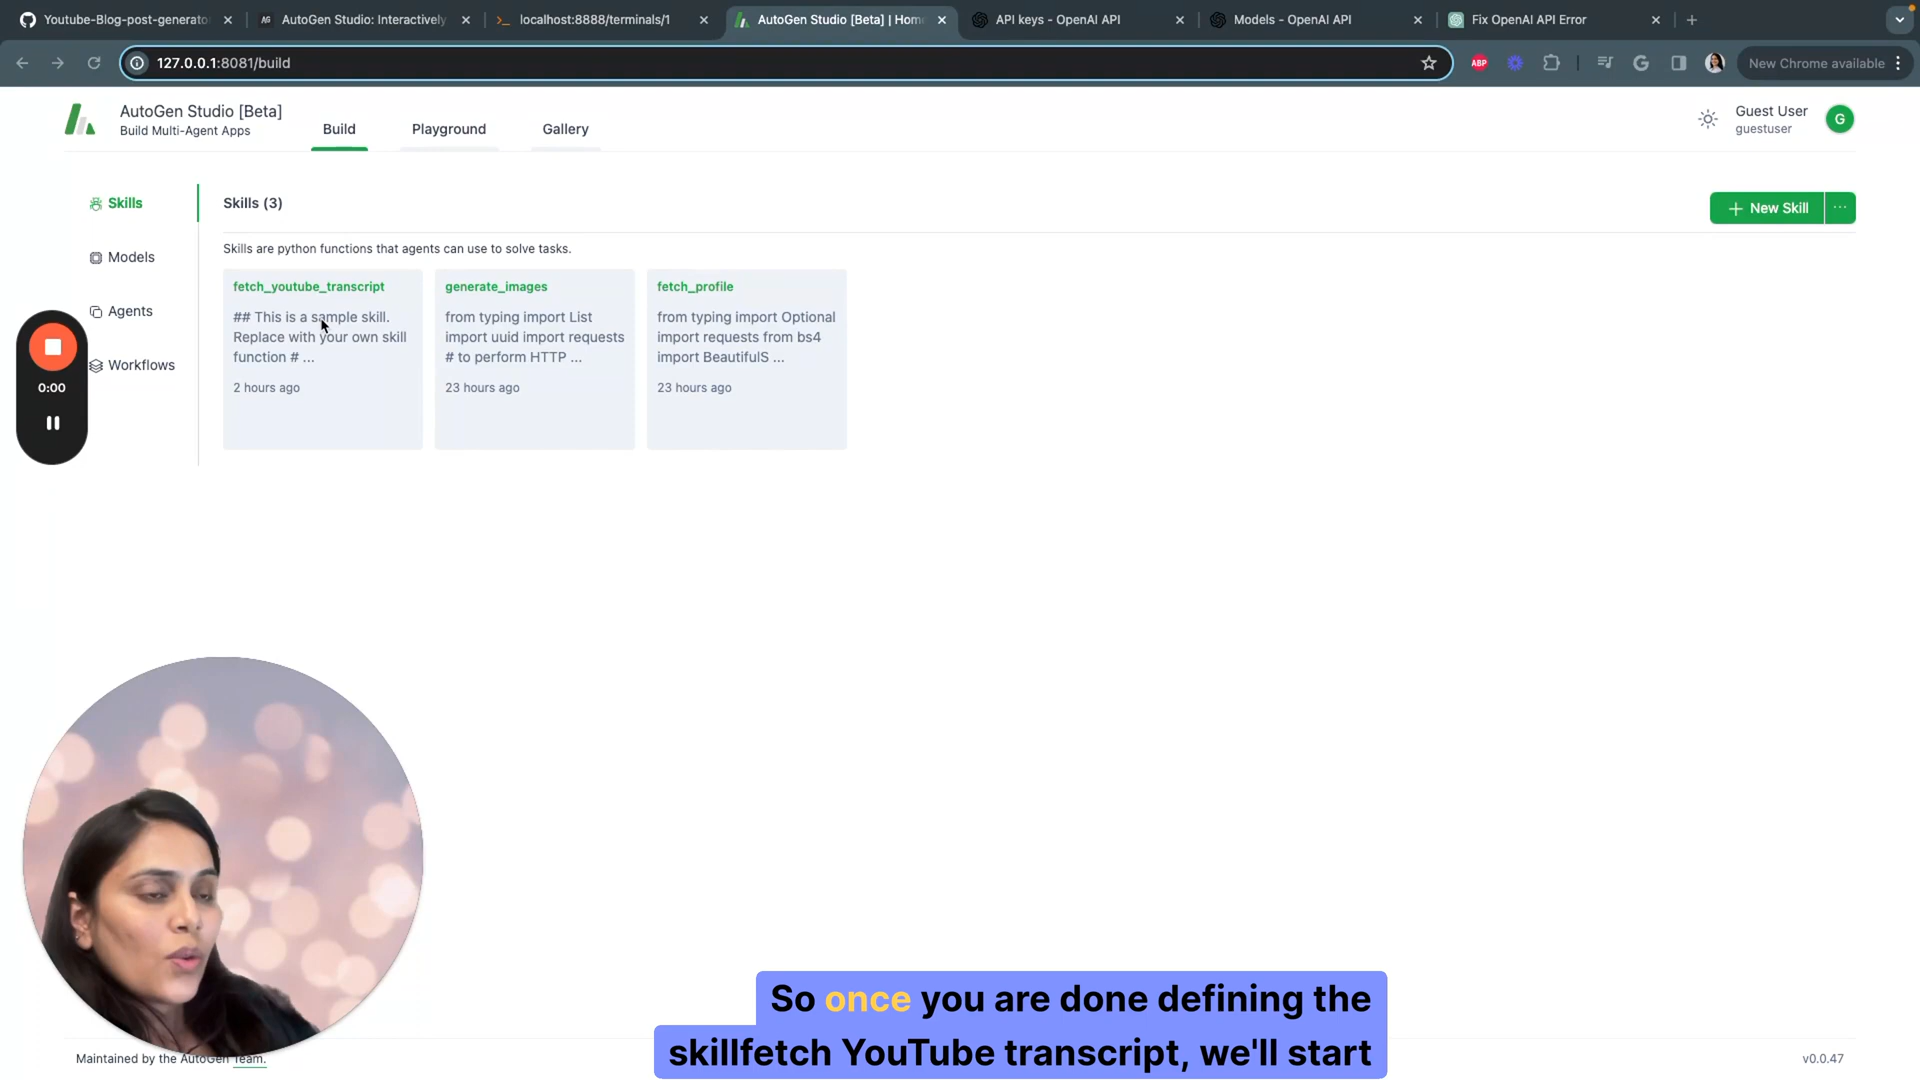 Youtube-Blog-post-generato
AutoGen Studio: Interactively
localhost:8888/terminals/1
AutoGen Studio [Beta] | Hom
API keys - OpenAI API
Models - OpenAI API
Fix OpenAI API Error
127.0.0.1:8081/build
ABP
New Chrome available
AutoGen Studio [Beta]
Build Multi-Agent Apps
Build
Playground
Gallery
Guest User
guestuser
G
Skills
Models
Agents
Workflows
0:00
Skills (3)
+ New Skill
...
Skills are python functions that agents can use to solve tasks.
fetch_youtube_transcript
## This is a sample skill.
Replace with your own skill
function # ...
2 hours ago
generate_images
from typing import List
import uuid import requests
# to perform HTTP ...
23 hours ago
fetch_profile
from typing import Optional
import requests from bs4
import BeautifulS ...
23 hours ago
So once you are done defining the
skillfetch YouTube transcript, we'll start
Maintained by the AutoGen Team.
v0.0.47